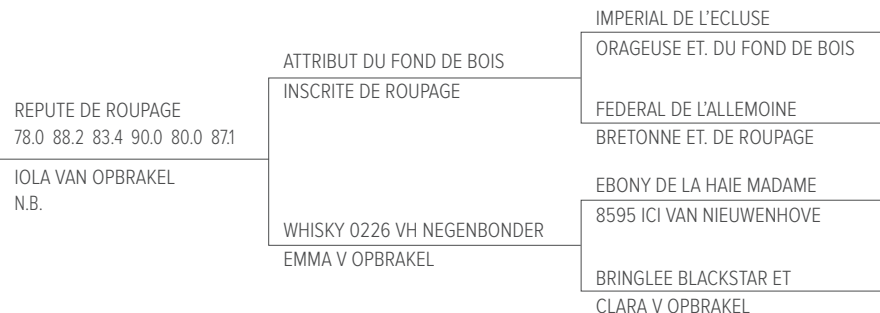 REPUTE DE ROUPAGE
78.0 88.2 83.4 90.0 80.0 87.1
IOLA VAN OPBRAKEL
N.B.
ATTRIBUT DU FOND DE BOIS
INSCRITE DE ROUPAGE
WHISKY 0226 VH NEGENBONDER
EMMA V OPBRAKEL
IMPERIAL DE L'ECLUSE
ORAGEUSE ET. DU FOND DE BOIS
FEDERAL DE L'ALLEMOINE
BRETONNE ET. DE ROUPAGE
EBONY DE LA HAIE MADAME
8595 ICI VAN NIEUWENHOVE
BRINGLEE BLACKSTAR ET
CLARA V OPBRAKEL